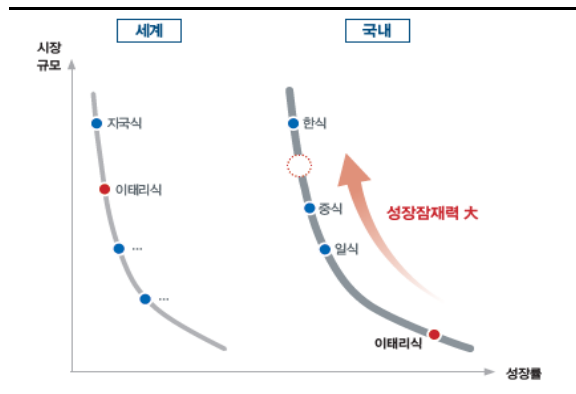 세계
국내
시장
규모
자국식
이태리식
...
...
한식
중식
일식
성장잠재력 大
이태리식
성장률